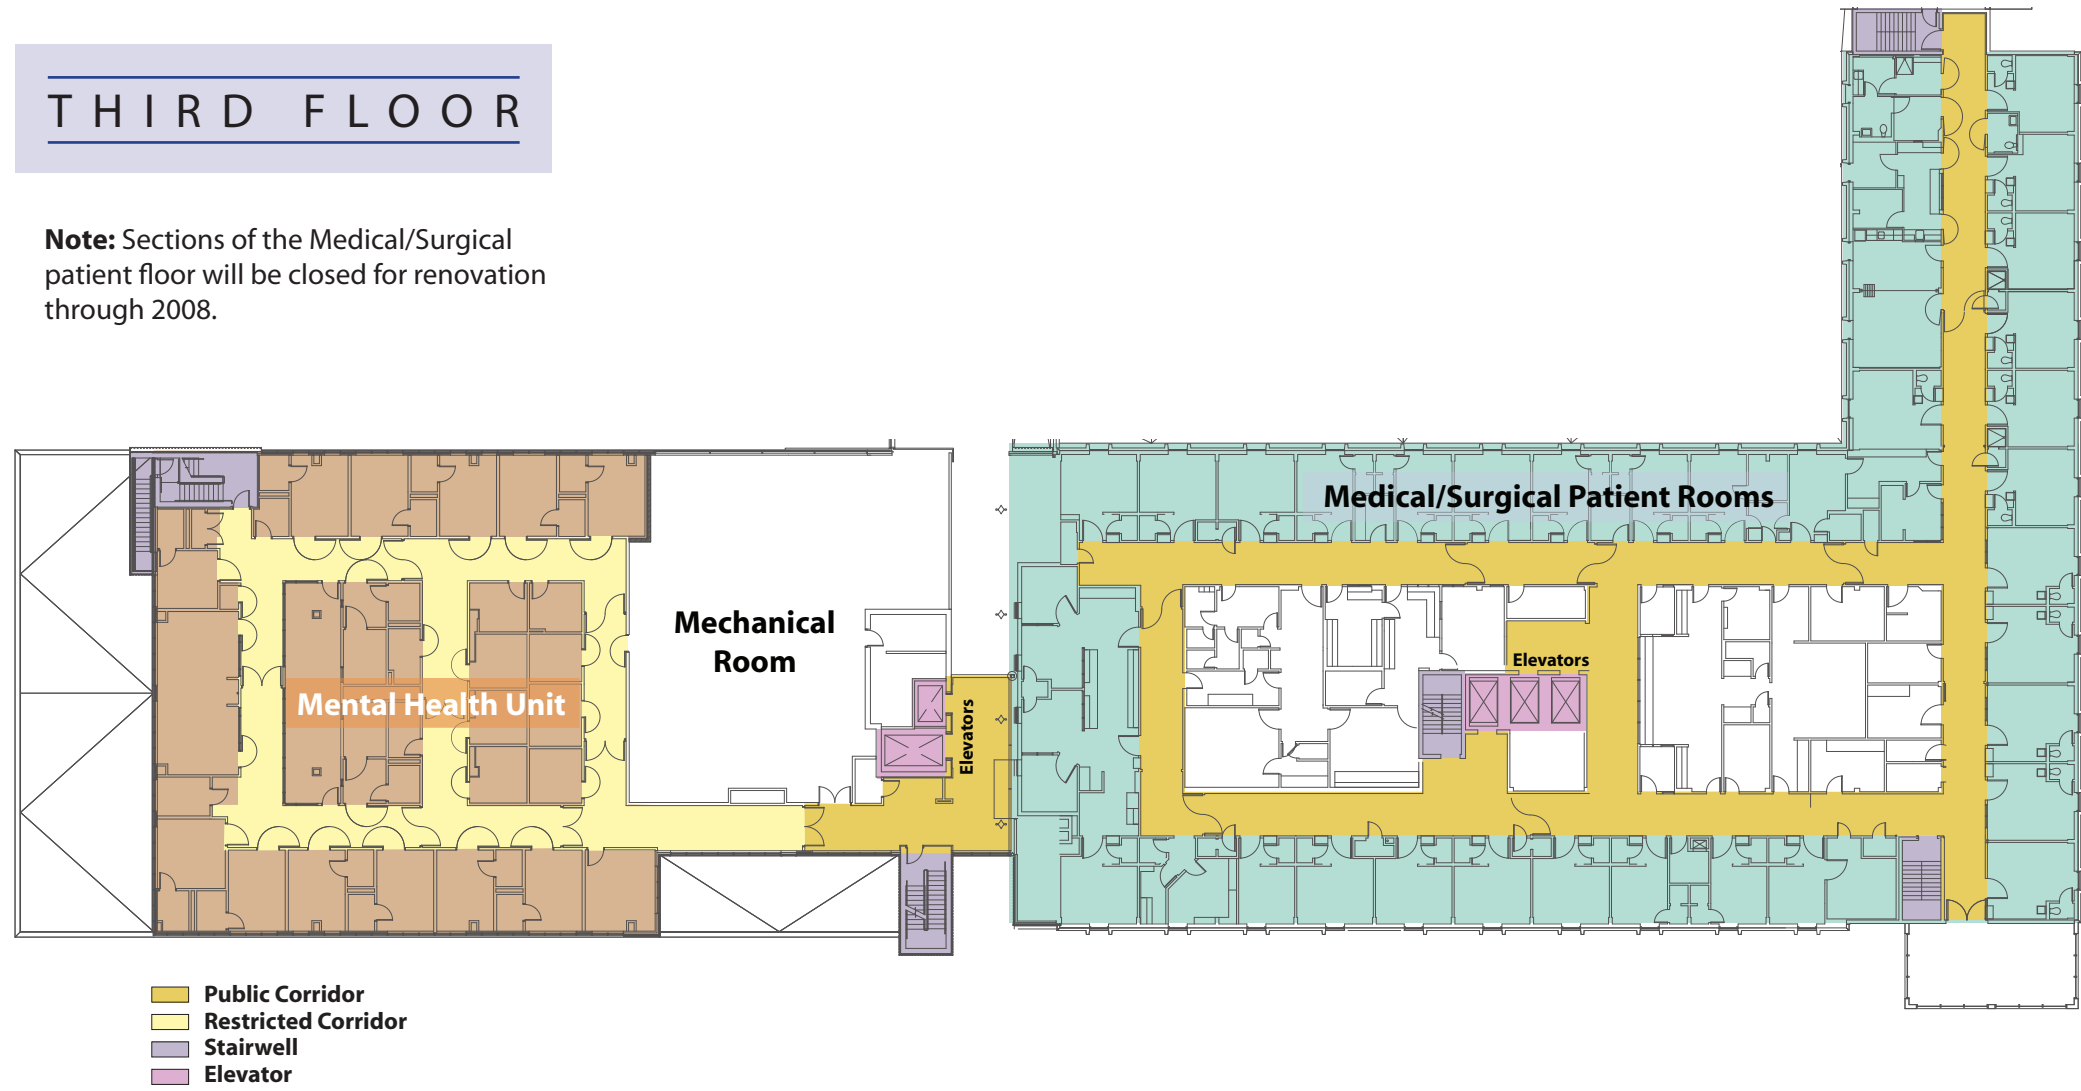 THIRD FLOOR
Note: Sections of the Medical/Surgical
patient floor will be closed for renovation
through 2008.
Medical/Surgical Patient Rooms
Mechanical
Room
Elevators
Mental Health Unit
Elevators
Public Corridor
Restricted Corridor
Stairwell
Elevator